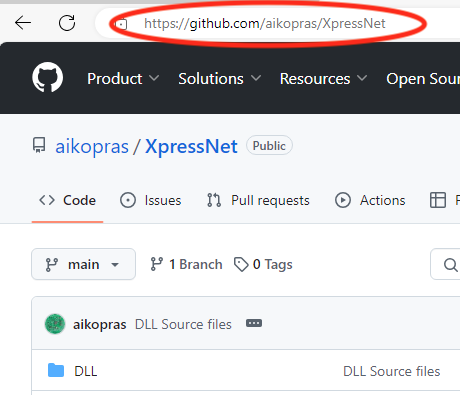 https://github.com/aikopras/XpressNet
Product Solutions Resources Open Sour
aikopras / XpressNet Public
Code Issues Pull requests Actions
main 1 Branch 0 Tags
aikopras DLL Source files
DLL DLL Source files